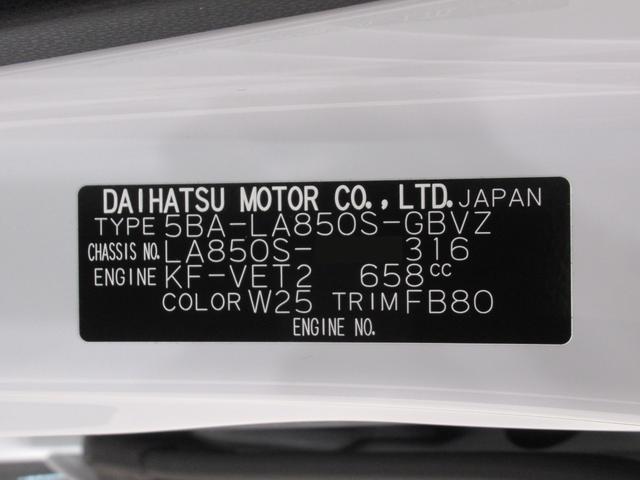 DAIHATSU MOTOR CO., LTD. JAPAN
TYPE 5BA-LA850S-GBVZ
CHASSIS NO. LA850S- 316
ENGINE KF-VET2 658cc
COLOR W25 TRIM FB80
ENGINE NO.